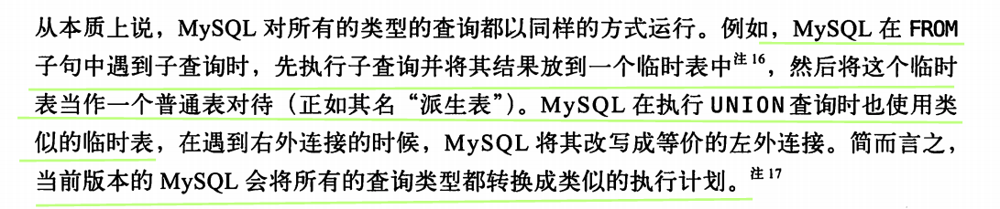 从本质上说，MySQL 对所有的类型的查询都以同样的方式运行。例如，MySQL 在 FROM
子句中遇到子查询时，先执行子查询并将其结果放到一个临时表中注16，然后将这个临时
表当作一个普通表对待（正如其名“派生表”）。MySQL 在执行 UNION 查询时也使用类
似的临时表，在遇到右外连接的时候，MySQL 将其改写成等价的左外连接。简而言之，
当前版本的 MySQL 会将所有的查询类型都转换成类似的执行计划。注17